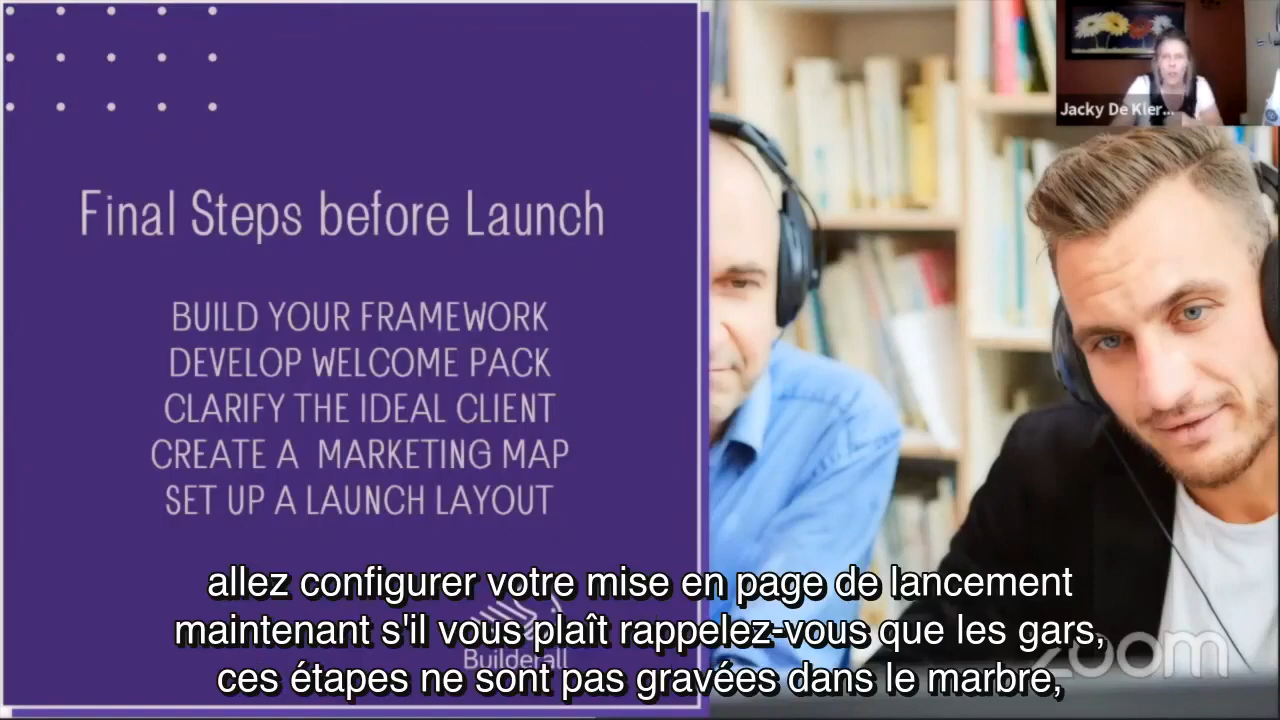 Jacky De Kler...
Final Steps before Launch
BUILD YOUR FRAMEWORK
DEVELOP WELCOME PACK
CLARIFY THE IDEAL CLIENT
CREATE A MARKETING MAP
SET UP A LAUNCH LAYOUT
allez configurer votre mise en page de lancement
maintenant s'il vous plaît rappelez-vous que les gars,
ces étapes ne sont pas gravées dans le marbre,
Builderall
zoom